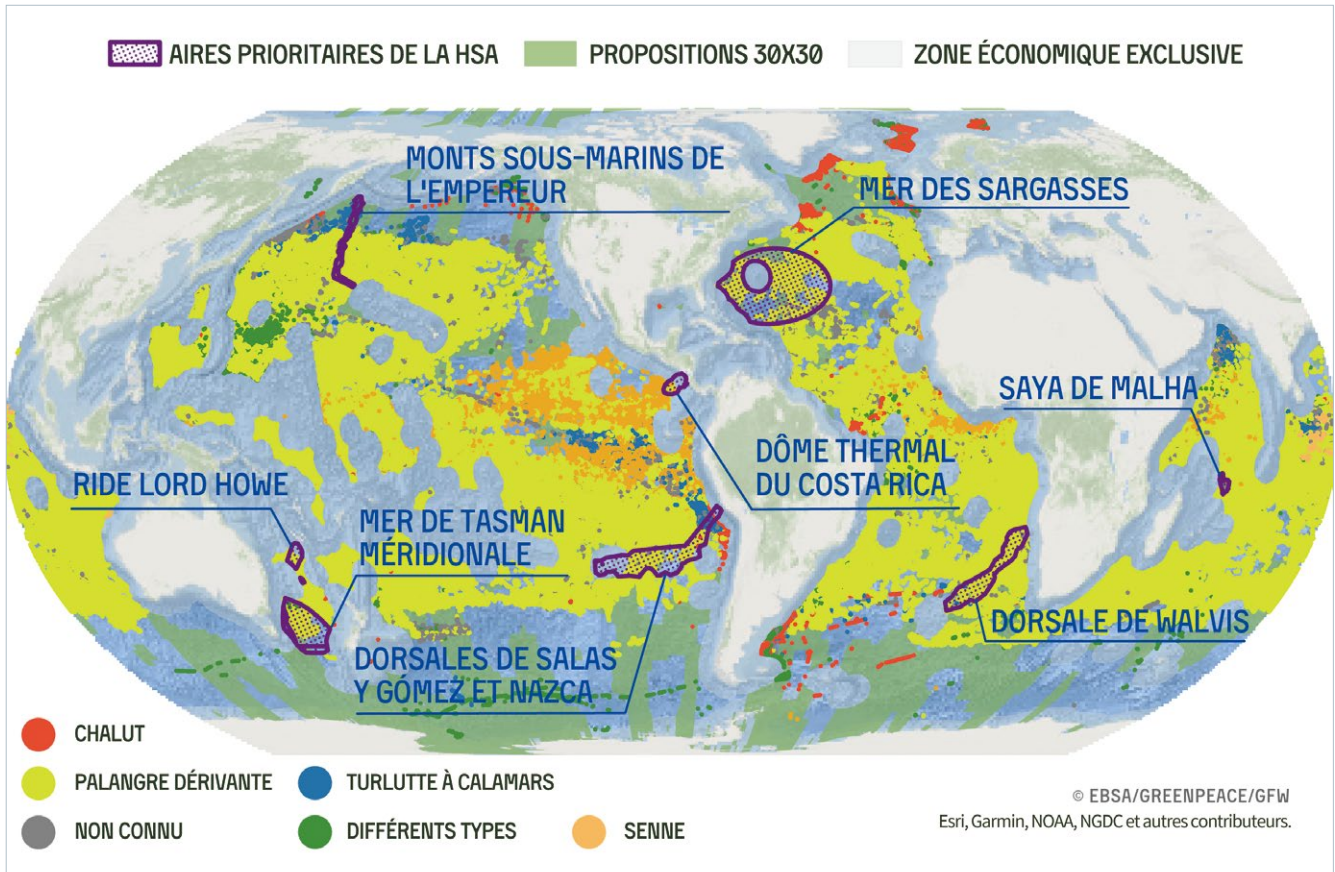 AIRES PRIORITAIRES DE LA HSA
PROPOSITIONS 30X30
ZONE ÉCONOMIQUE EXCLUSIVE
MONTS SOUS-MARINS DE
L'EMPEREUR
MER DES SARGASSES
SAYA DE MALHA
DÔME THERMAL
DU COSTA RICA
RIDE LORD HOWE
MER DE TASMAN
MÉRIDIONALE
DORSALE DE WALVIS
DORSALES DE SALAS
Y GÓMEZ ET NAZCA
CHALUT
PALANGRE DÉRIVANTE
TURLUTTE À CALAMARS
NON CONNU
DIFFÉRENTS TYPES
SENNE
© EBSA/GREENPEACE/GFW
Esri, Garmin, NOAA, NGDC et autres contributeurs.